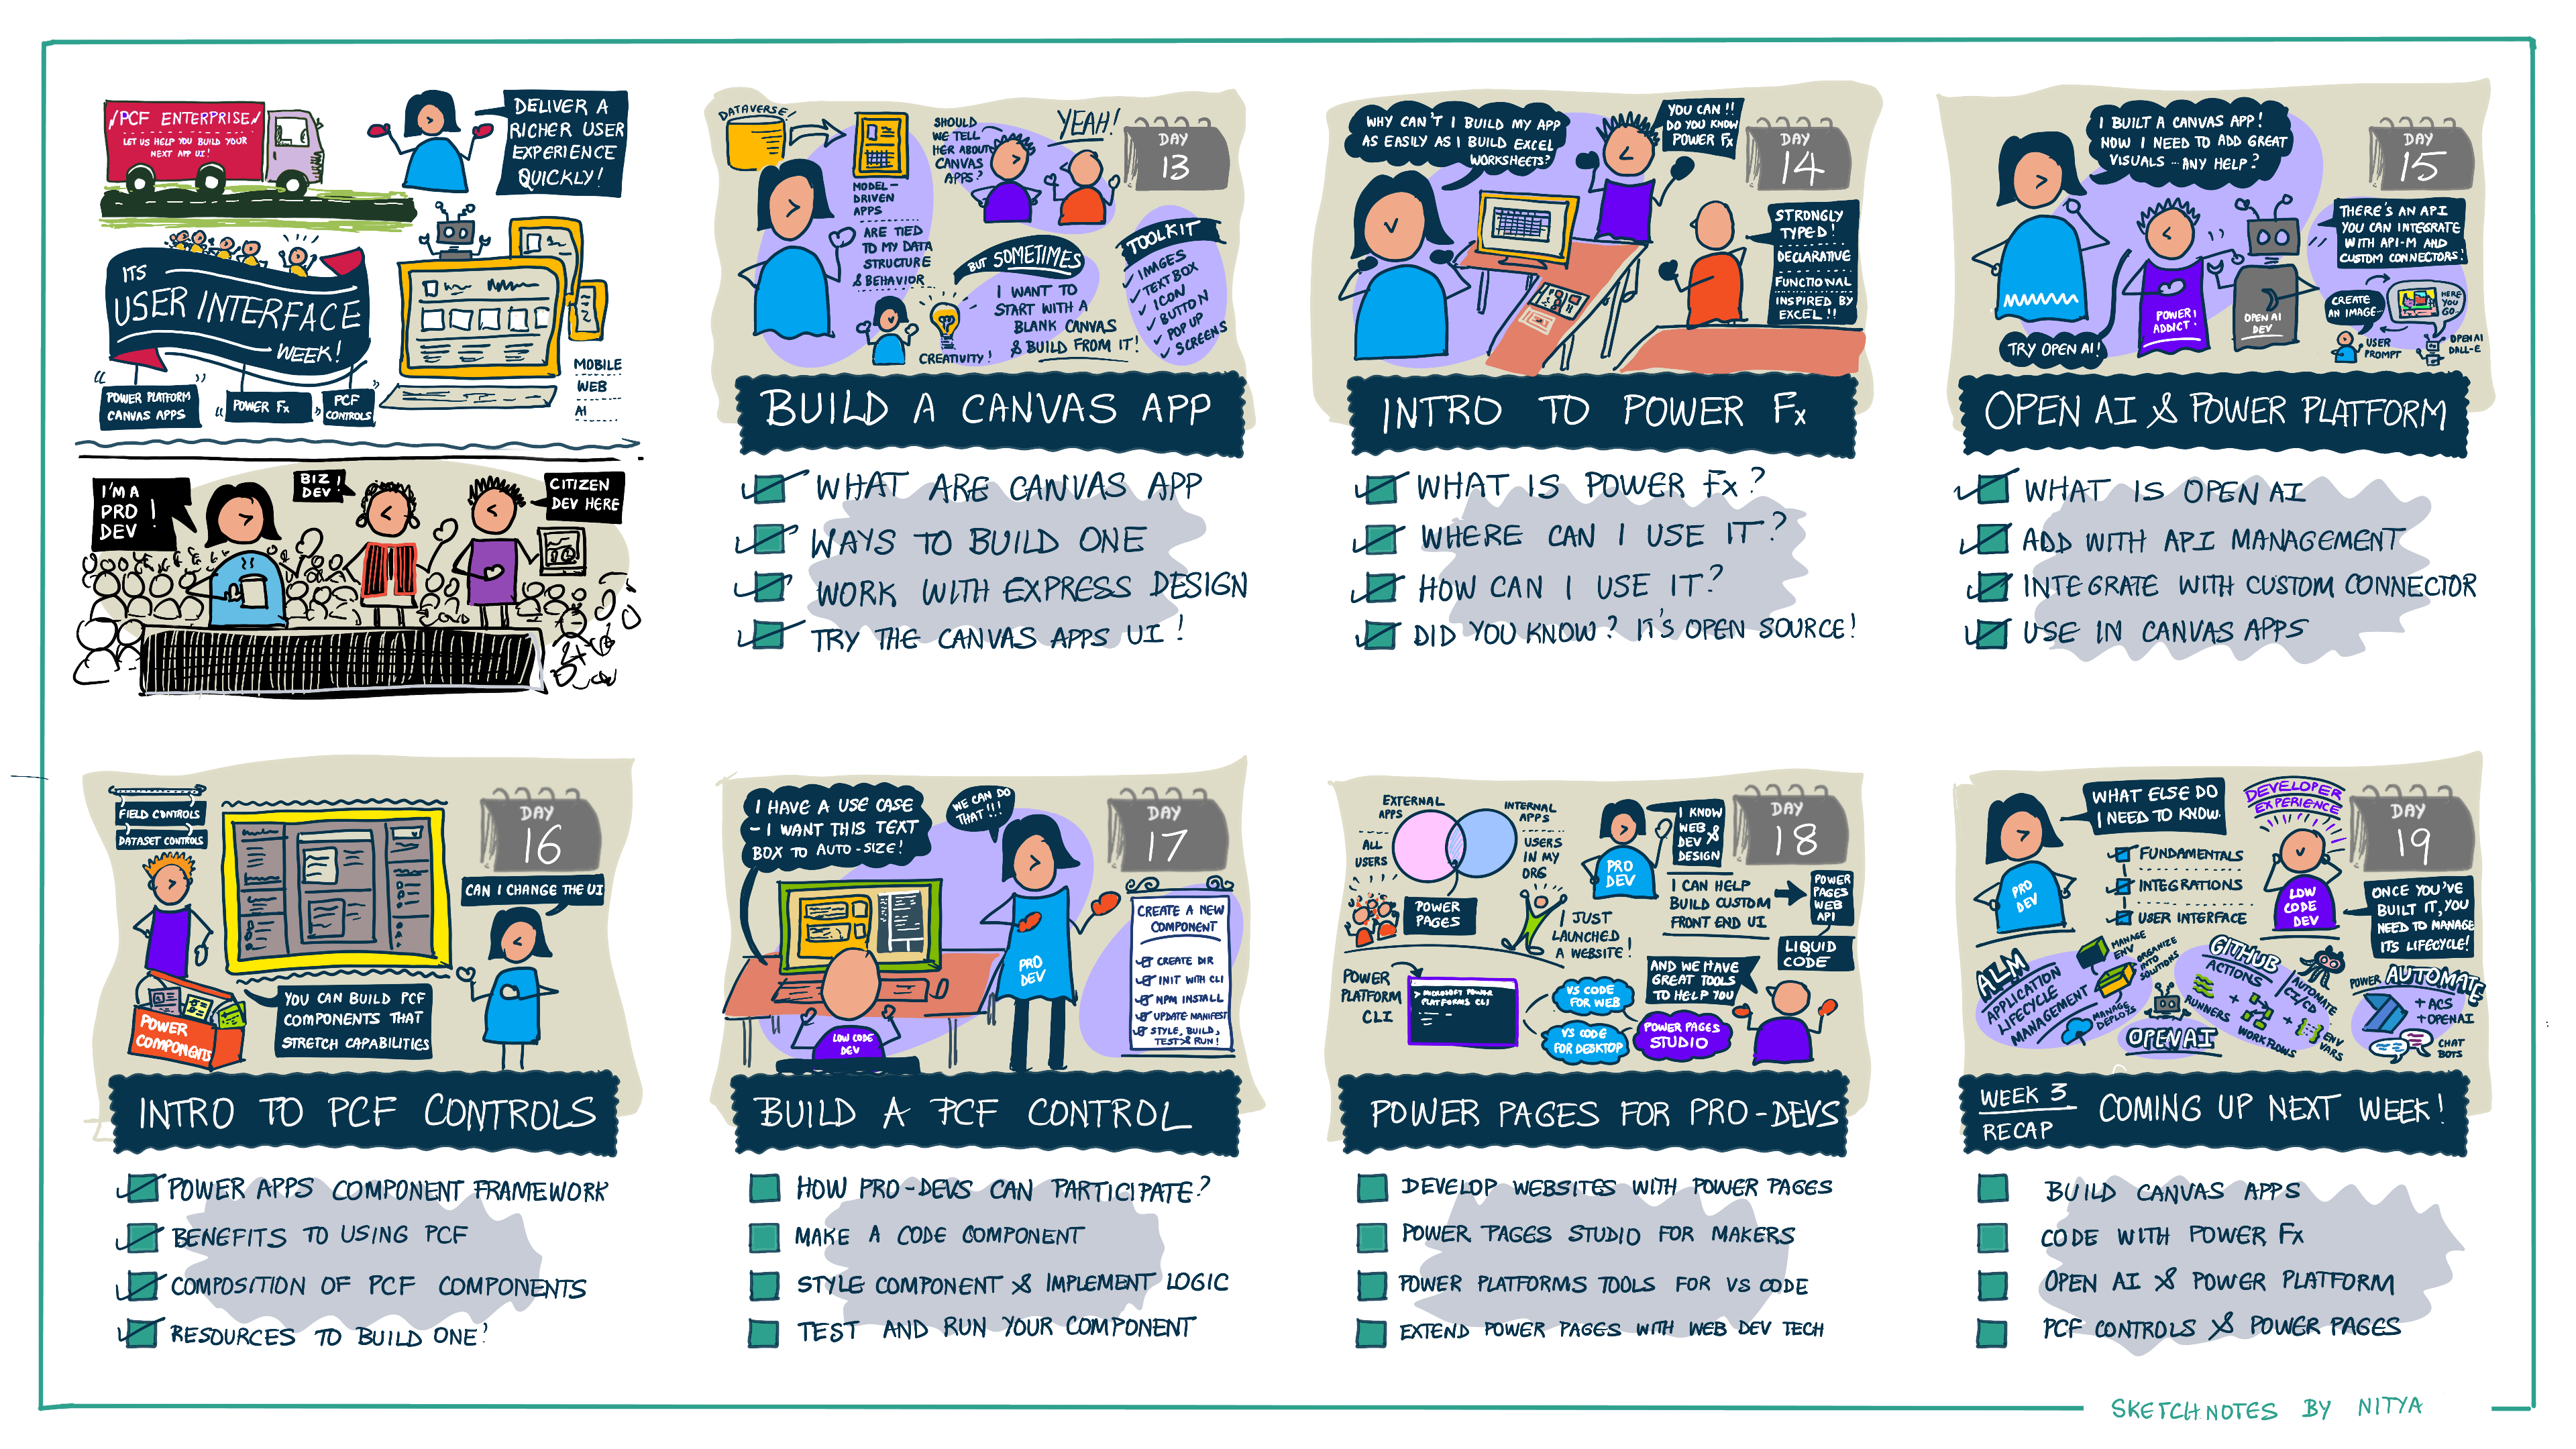 PCF ENTERPRISE
LET US HELP YOU BUILD YOUR
NEXT APP UI!
DELIVER A
RICHER USER
EXPERIENCE
QUICKLY!
ITS
USER INTERFACE
WEEK!
"POWER PLATFORM
CANVAS APPS"
"POWER Fx"
PCF
CONTROLS"
MOBILE
WEB
AI
I'M A
PRO
DEV!
BIZ
DEV!
CITIZEN
DEV HERE
DATAVERSE!
MODEL-
DRIVEN
APPS
ARE TIED
TO MY DATA
STRUCTURE
& BEHAVIOR
SHOULD
WE TELL
HER ABOUT
CANVAS
APPS?
YEAH!
DAY
13
BUT SOMETIMES
I WANT TO
START WITH A
BLANK CANVAS
& BUILD FROM IT!
CREATIVITY!
TOOLKIT
✓ IMAGES
✓ TEXT BOX
✓ ICON
✓ BUTTON
✓ POP UP
✓ SCREENS
BUILD A CANVAS APP
WHAT ARE CANVAS APP
WAYS TO BUILD ONE
WORK WITH EXPRESS DESIGN
TRY THE CANVAS APPS UI!
WHY CAN'T I BUILD MY APP
AS EASILY AS I BUILD EXCEL
WORKSHEETS?
YOU CAN!!
DO YOU KNOW
POWER Fx
DAY
14
STRONGLY
TYPED!
DECLARATIVE
FUNCTIONAL
INSPIRED BY
EXCEL!!
INTRO TO POWER Fx
WHAT IS POWER Fx?
WHERE CAN I USE IT?
HOW CAN I USE IT?
DID YOU KNOW? IT'S OPEN SOURCE!
I BUILT A CANVAS APP!
NOW I NEED TO ADD GREAT
VISUALS ... ANY HELP?
DAY
15
THERE'S AN API
YOU CAN INTEGRATE
WITH API-M AND
CUSTOM CONNECTORS!
POWER!
ADDICT!
OPEN AI
DEV
TRY OPEN AI!
CREATE
AN IMAGE
HERE
YOU
GO
USER
PROMPT
OPENAI
DALL-E
OPEN AI & POWER PLATFORM
WHAT IS OPEN AI
ADD WITH API MANAGEMENT
INTEGRATE WITH CUSTOM CONNECTOR
USE IN CANVAS APPS
FIELD CONTROLS
DATASET CONTROLS
DAY
16
CAN I CHANGE THE UI
YOU CAN BUILD PCF
COMPONENTS THAT
STRETCH CAPABILITIES
POWER
COMPONENTS
INTRO TO PCF CONTROLS
POWER APPS COMPONENT FRAMEWORK
BENEFITS TO USING PCF
COMPOSITION OF PCF COMPONENTS
RESOURCES TO BUILD ONE!
I HAVE A USE CASE
- I WANT THIS TEXT
BOX TO AUTO-SIZE!
WE CAN DO
THAT!!!
DAY
17
PRO
DEV
LOW CODE
DEV
CREATE A NEW
COMPONENT
CREATE DIR
INIT WITH CLI
NPM INSTALL
UPDATE MANIFEST
STYLE, BUILD,
TEST & RUN!
BUILD A PCF CONTROL
HOW PRO-DEVS CAN PARTICIPATE?
MAKE A CODE COMPONENT
STYLE COMPONENT & IMPLEMENT LOGIC
TEST AND RUN YOUR COMPONENT
EXTERNAL
APPS
ALL
USERS
INTERNAL
APPS
USERS
IN MY
ORG
POWER
PAGES
PRO
DEV
I KNOW
WEB
DEV &
DESIGN
DAY
18
I JUST
LAUNCHED
A WEBSITE!
I CAN HELP
BUILD CUSTOM
FRONT END UI
POWER
PAGES
WEB
API
LIQUID
CODE
POWER
PLATFORM
CLI
> MICROSOFT POWER
PLATFORMS CLI
VS CODE
FOR WEB
VS CODE
FOR DESKTOP
POWER PAGES
STUDIO
AND WE HAVE
GREAT TOOLS
TO HELP YOU
POWER PAGES FOR PRO-DEVS
DEVELOP WEBSITES WITH POWER PAGES
POWER PAGES STUDIO FOR MAKERS
POWER PLATFORMS TOOLS FOR VS CODE
EXTEND POWER PAGES WITH WEB DEV TECH
WHAT ELSE DO
I NEED TO KNOW.
PRO
DEV
FUNDAMENTALS
INTEGRATIONS
USER INTERFACE
DEVELOPER
EXPERIENCE
DAY
19
LOW
CODE
DEV
ONCE YOU'VE
BUILT IT, YOU
NEED TO MANAGE
ITS LIFECYCLE!
ALM
APPLICATION
LIFECYCLE
MANAGEMENT
MANAGE
ENV
ORGANIZE
INTO
SOLUTIONS
MANAGE
DEPLOYS
OPENAI
GITHUB
ACTIONS
AUTOMATE
CI/CD
RUNNERS
+
WORKFLOWS
+
ENV
VARS
POWER AUTOMATE
+ ACS
+ OPENAI
CHAT
BOTS
WEEK 3
RECAP
COMING UP NEXT WEEK!
BUILD CANVAS APPS
CODE WITH POWER Fx
OPEN AI & POWER PLATFORM
PCF CONTROLS & POWER PAGES
SKETCHNOTES BY NITYA